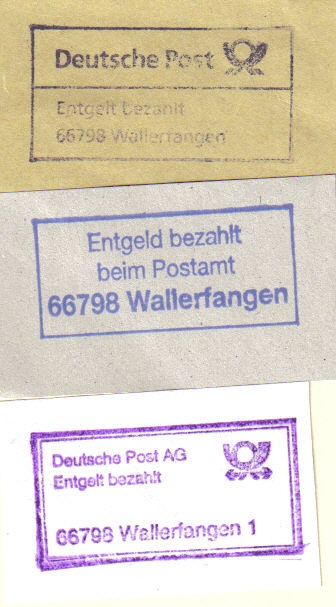 Deutsche Post
Entgelt bezahlt
66798 Wallerfangen
Entgeld bezahlt
beim Postamt
66798 Wallerfangen
Deutsche Post AG
Entgelt bezahlt
66798 Wallerfangen 1